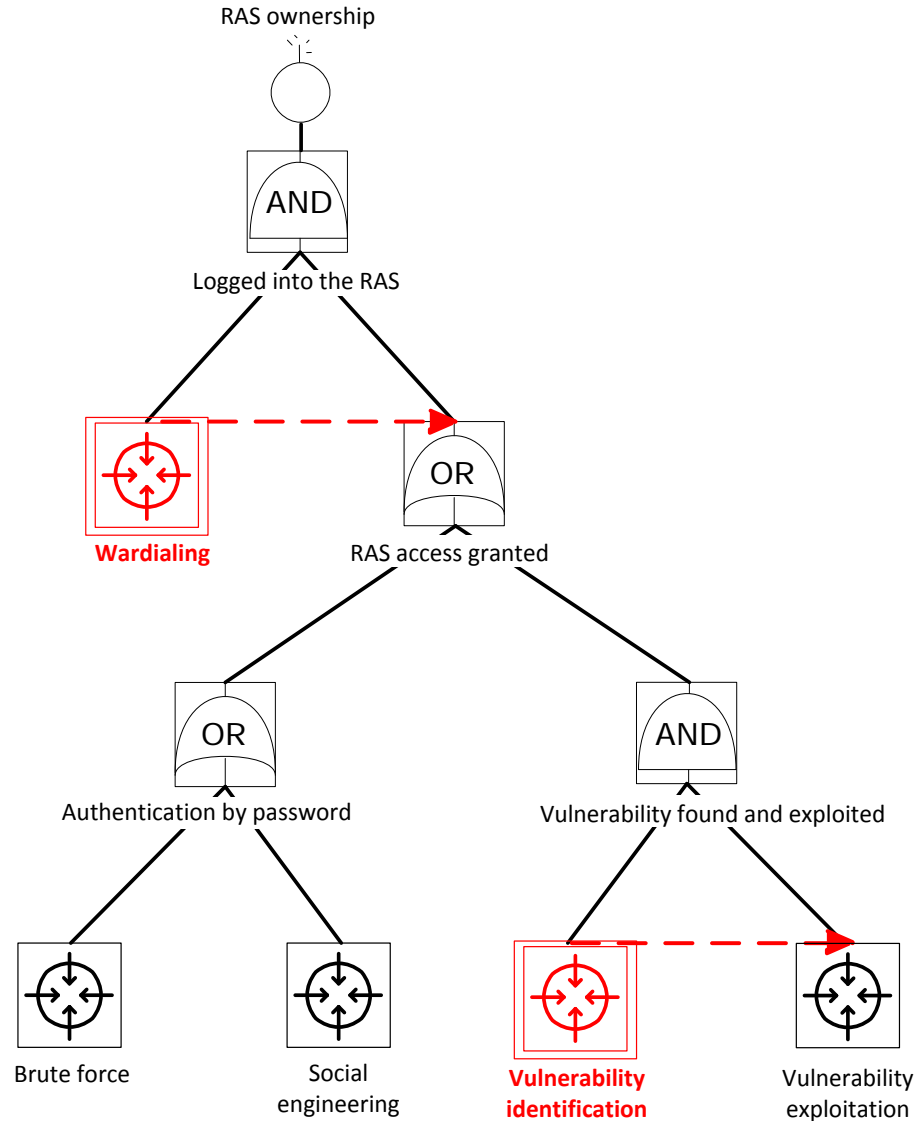 RAS ownership
AND
Logged into the RAS
OR
Wardialing
RAS access granted
OR
AND
Authentication by password
Vulnerability found and exploited
Brute force
Social
engineering
Vulnerability
identification
Vulnerability
exploitation